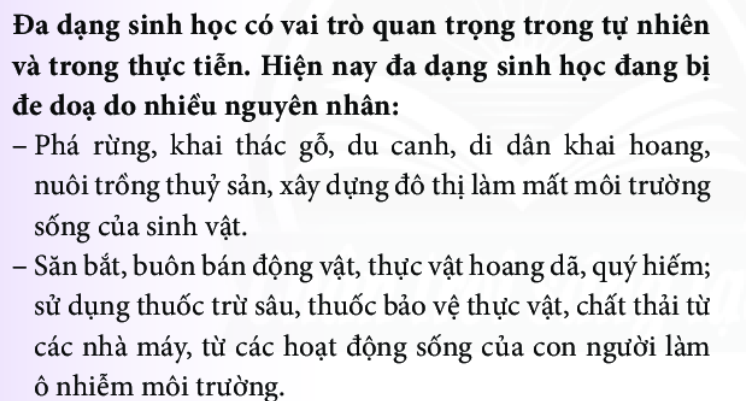 Đa dạng sinh học có vai trò quan trọng trong tự nhiên
và trong thực tiễn. Hiện nay đa dạng sinh học đang bị
đe doạ do nhiều nguyên nhân:
– Phá rừng, khai thác gỗ, du canh, di dân khai hoang,
nuôi trồng thuỷ sản, xây dựng đô thị làm mất môi trường
sống của sinh vật.
– Săn bắt, buôn bán động vật, thực vật hoang dã, quý hiếm;
sử dụng thuốc trừ sâu, thuốc bảo vệ thực vật, chất thải từ
các nhà máy, từ các hoạt động sống của con người làm
ô nhiễm môi trường.